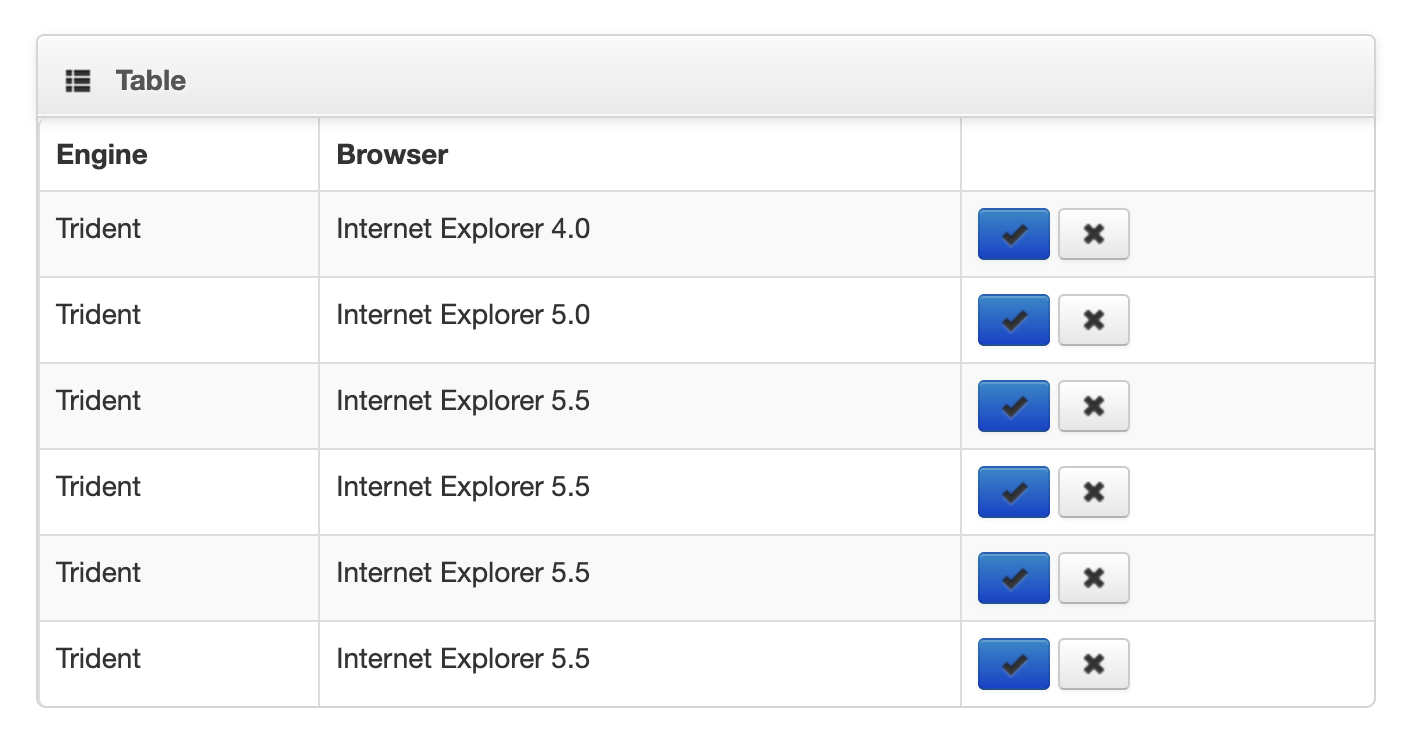 Table
Engine Browser
Trident Internet Explorer 4.0
Trident Internet Explorer 5.0
Trident Internet Explorer 5.5
Trident Internet Explorer 5.5
Trident Internet Explorer 5.5
Trident Internet Explorer 5.5